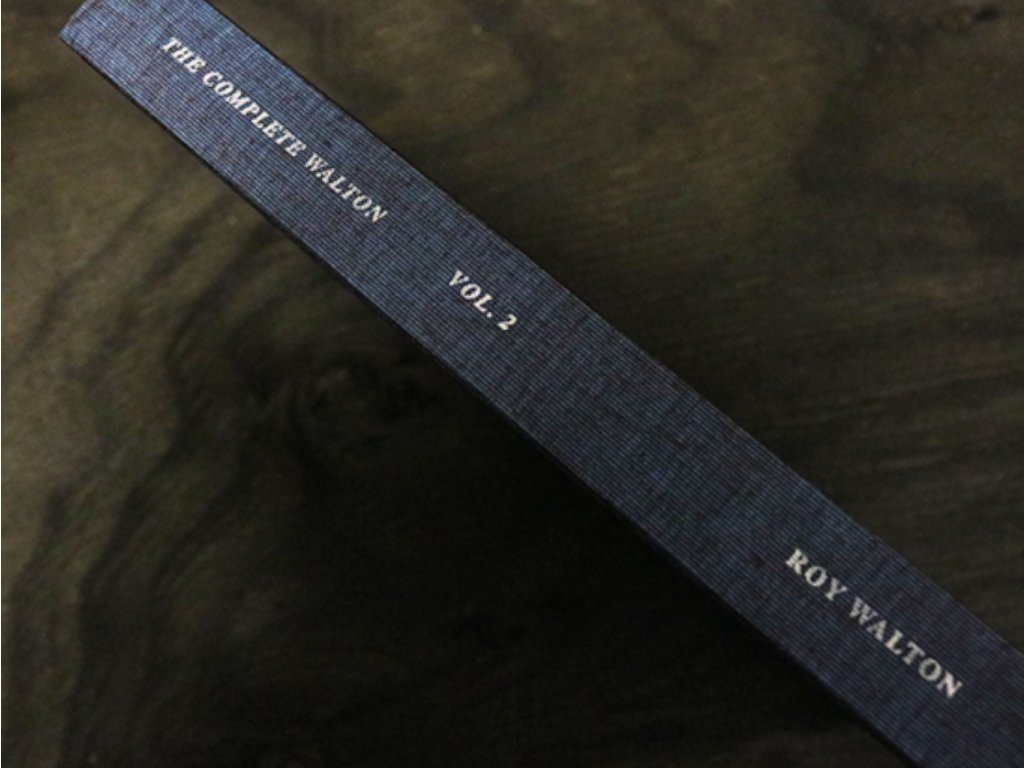 THE COMPLETE WALTON
VOL. 2
ROY WALTON